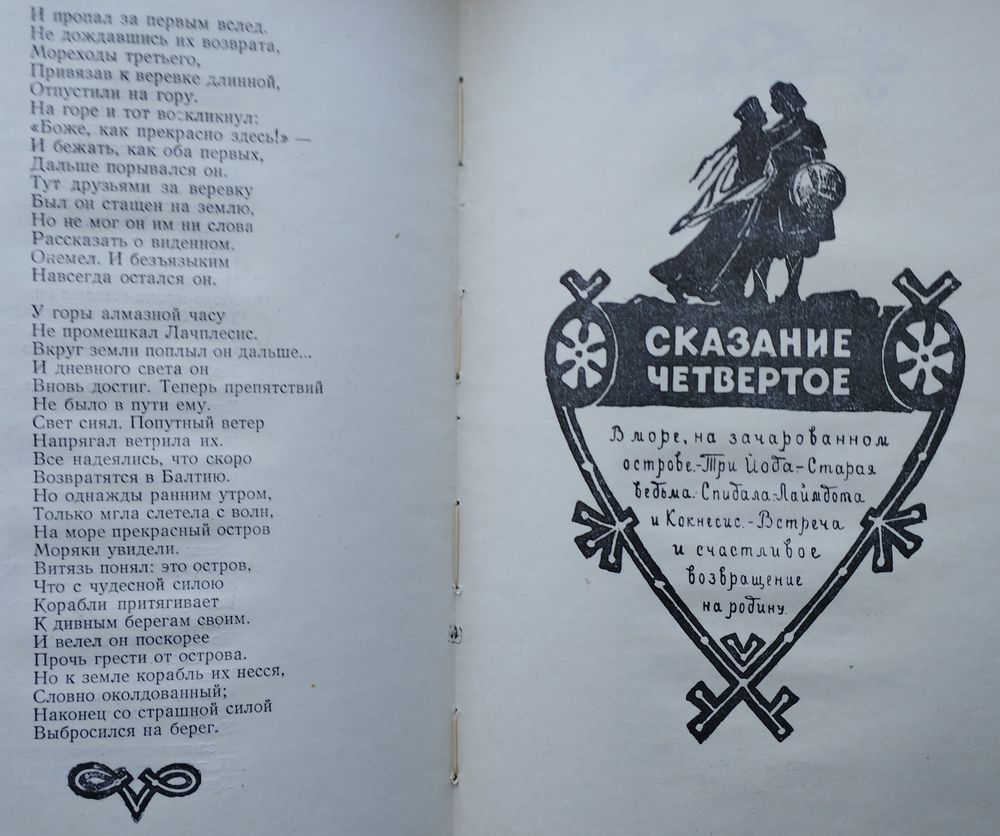 И пропал за первым вслед.
Не дождавшись их возврата,
Мореходы третьего,
Привязав к веревке длинной,
Отпустили на гору.
На горе и тот воскликнул:
«Боже, как прекрасно здесь!» —
И бежать, как оба первых,
Дальше порывался он.
Тут друзьями за веревку
Был он стащен на землю,
Но не мог он им ни слова
Рассказать о виденном.
Онемел. И безъязыким
Навсегда остался он.
У горы алмазной часу
Не промешкал Лачплесис.
Вкруг земли поплыл он дальше...
И дневного света он
Вновь достиг. Теперь препятствий
Не было в пути ему.
Свет сиял. Попутный ветер
Напрягал ветрила их.
Все надеялись, что скоро
Возвратятся в Балтию.
Но однажды ранним утром,
Только мгла слетела с волн,
На море прекрасный остров
Моряки увидели.
Витязь понял: это остров,
Что с чудесной силою
Корабли притягивает
К дивным берегам своим.
И велел он поскорее
Прочь грести от острова.
Но к земле корабль их несся,
Словно околдованный;
Наконец со страшной силой
Выбросился на берег.
СКАЗАНИЕ
ЧЕТВЕРТОЕ
В море, на зачарованном
острове.-Три Йода.-Старая
ведьма.-Спидала.-Лаймдота
и Кокнесис.-Встреча
и счастливое
возвращение
на родину.